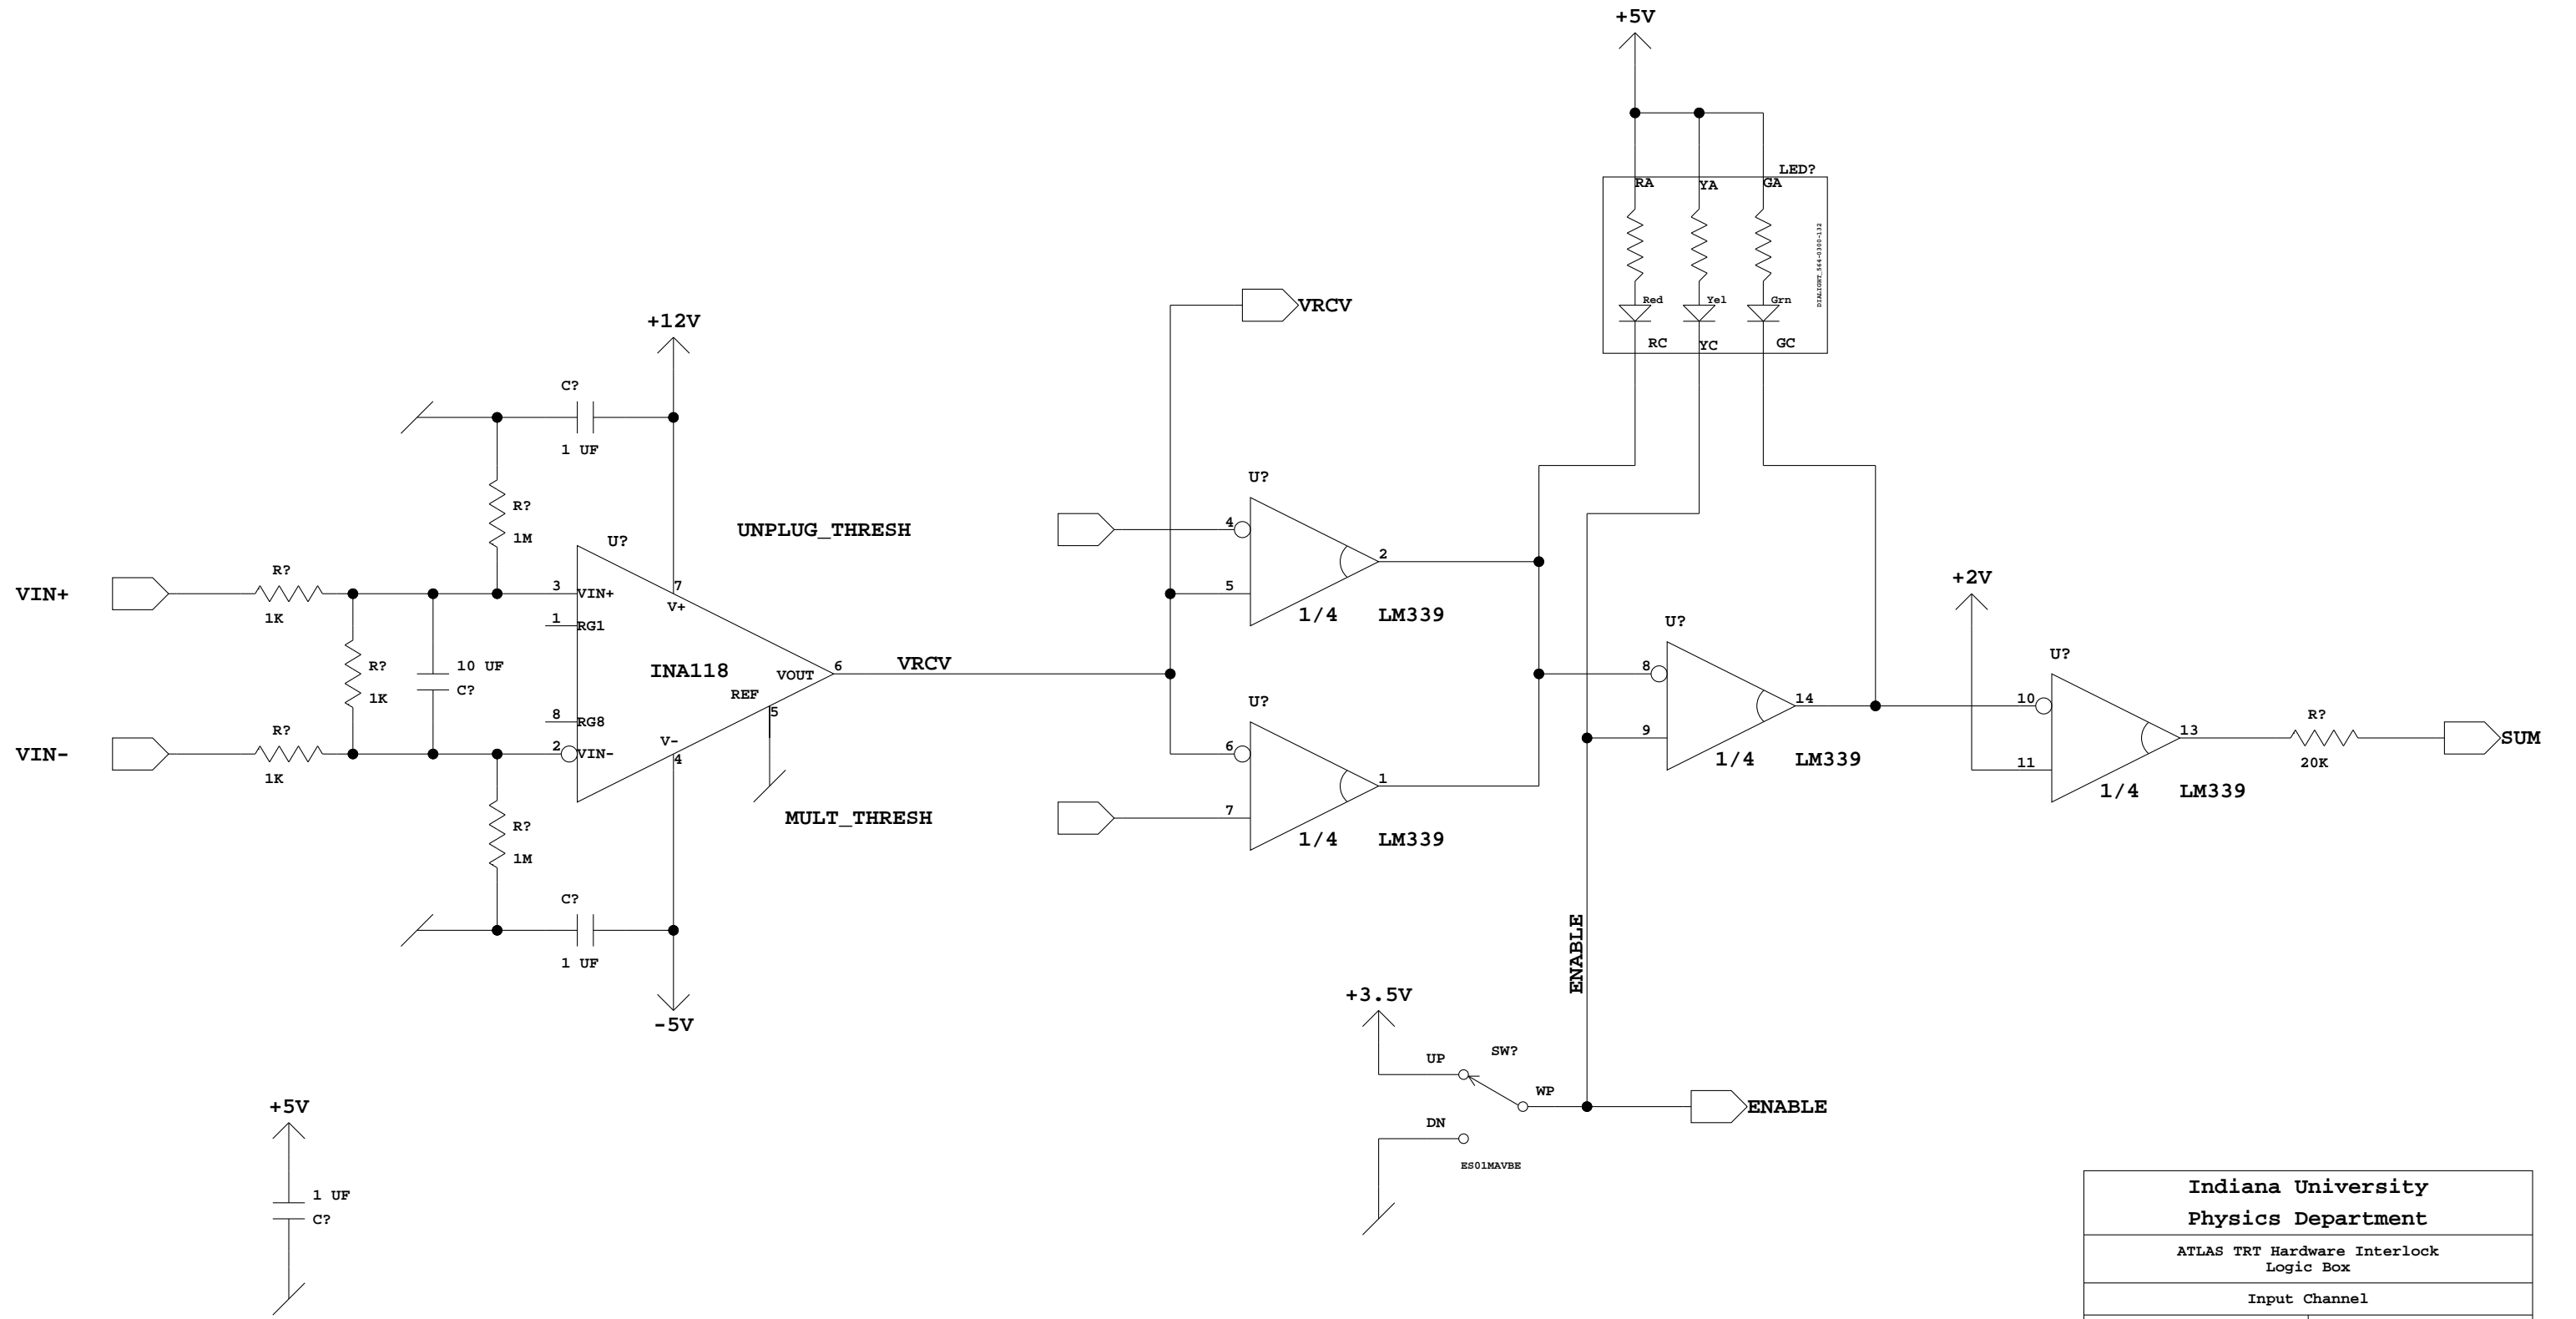 +5V
LED?
RA
YA
GA
DIALIGHT_564-0300-132
Red
Yel
Grn
RC
YC
GC
VRCV
+12V
C?
1 UF
R?
1M
U?
UNPLUG_THRESH
U?
4
5
2
1/4 LM339
VIN+
R?
1K
3
VIN+
1
RG1
7
V+
R?
1K
10 UF
C?
INA118
VOUT
6
VRCV
REF
5
8
RG8
V-
4
VIN-
R?
1K
2
VIN-
MULT_THRESH
U?
6
7
1
1/4 LM339
R?
1M
C?
1 UF
-5V
U?
8
9
14
1/4 LM339
+2V
U?
10
11
13
1/4 LM339
R?
20K
SUM
ENABLE
+3.5V
UP
SW?
WP
DN
ES01MAVBE
ENABLE
+5V
1 UF
C?
Indiana University
Physics Department
ATLAS TRT Hardware Interlock
Logic Box
Input Channel